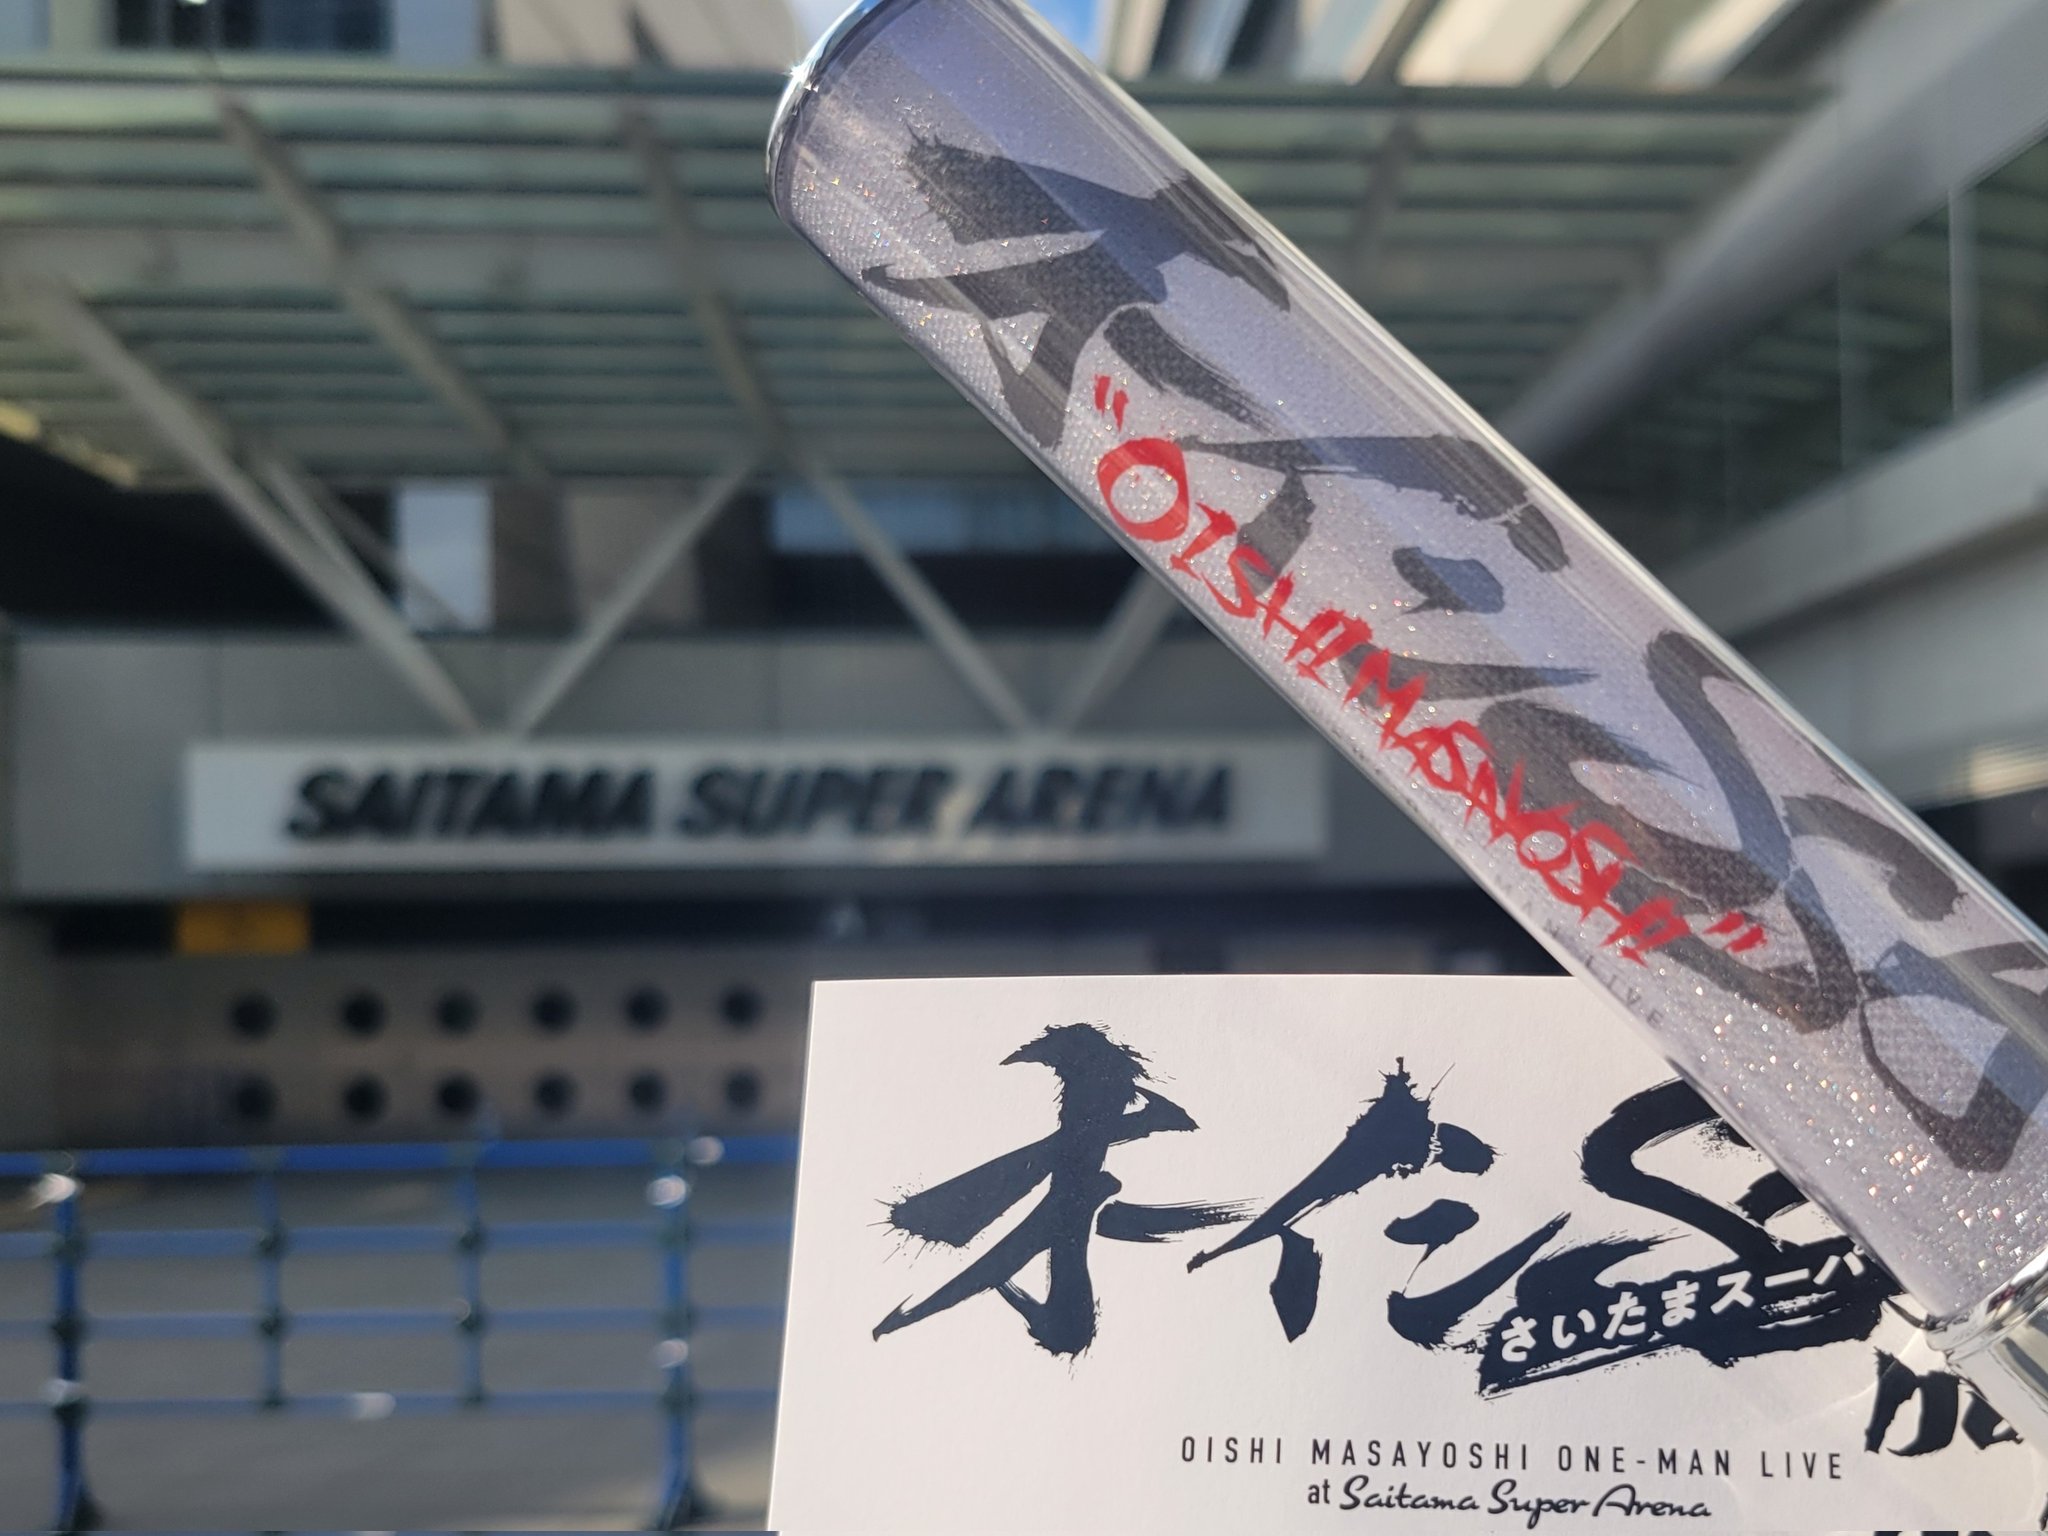 "OISHI MASAYOSHI"
SAITAMA SUPER ARENA
オイシ
さいたまスーパ
OISHI MASAYOSHI ONE-MAN LIVE
at Saitama Super Arena